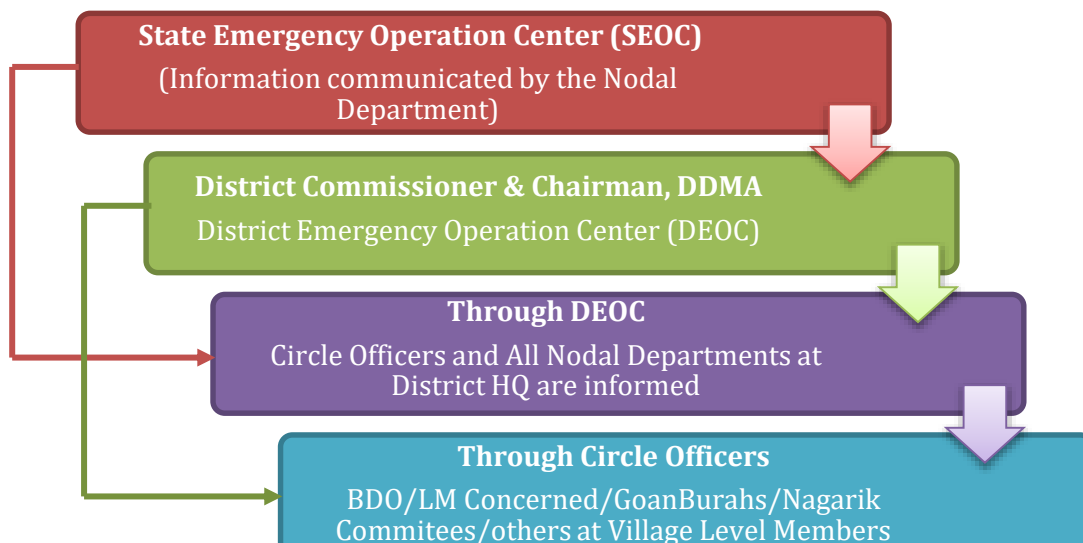 State Emergency Operation Center (SEOC)
(Information communicated by the Nodal
Department)
District Commissioner & Chairman, DDMA
District Emergency Operation Center (DEOC)
Through DEOC
Circle Officers and All Nodal Departments at
District HQ are informed
Through Circle Officers
BDO/LM Concerned/GoanBurahs/Nagarik
Commitees/others at Village Level Members